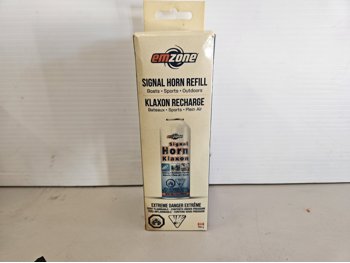 emzone
SIGNAL HORN REFILL
Boats • Sports • Outdoors
KLAXON RECHARGE
Bateaux • Sports • Plein Air
emzone
Signal
Horn
Klaxon
EXTREME DANGER EXTRÊME